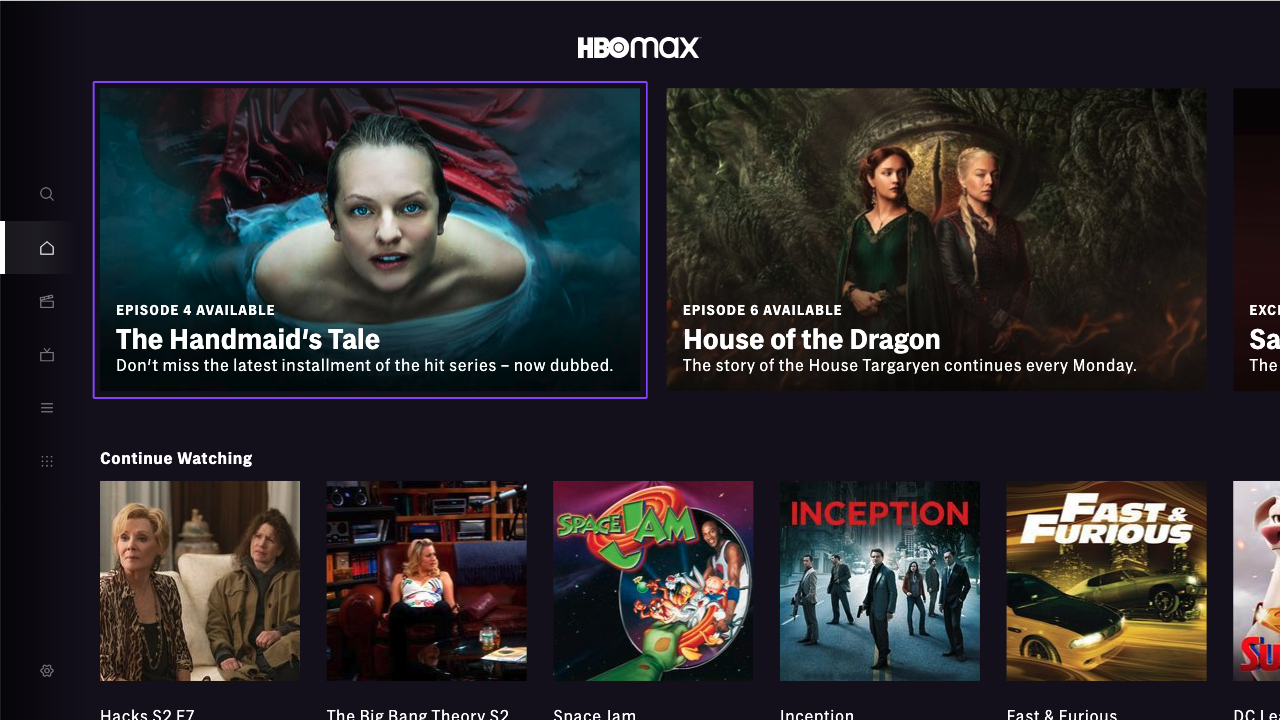 HBOmax
EPISODE 4 AVAILABLE
The Handmaid's Tale
Don't miss the latest installment of the hit series – now dubbed.
EPISODE 6 AVAILABLE
House of the Dragon
The story of the House Targaryen continues every Monday.
EXCL
Sa
The
Continue Watching
SPACE JAM
INCEPTION
FAST &
FURIOUS
SU
Hacks S2 E7
The Big Bang Theory S2
Space Jam
Inception
Fast & Furious
DC Le